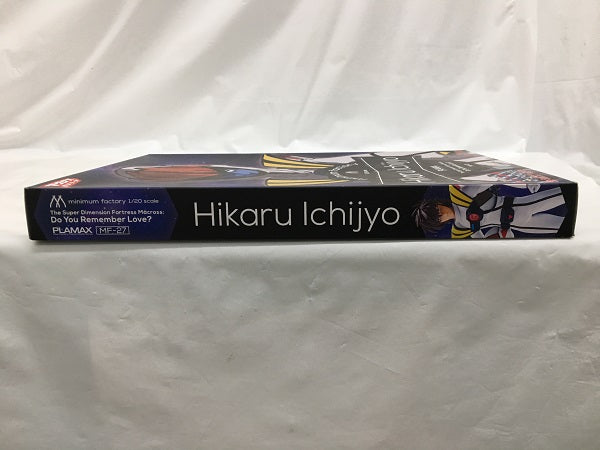 minimum factory 1/20 scale
The Super Dimension Fortress Macross:
Do You Remember Love?
PLAMAX MF-27
Hikaru Ichijyo